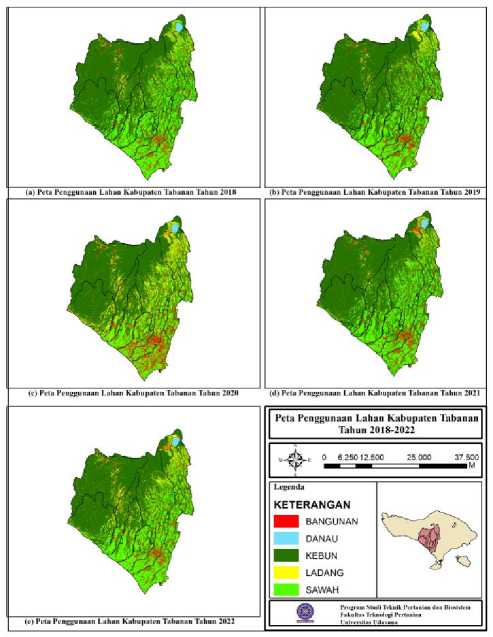 (a) Peta Penggunaan Lahan Kabupaten Tabanan Tahun 2018
(b) Peta Penggunaan Lahan Kabupaten Tabanan Tahun 2019
(c) Peta Penggunaan Lahan Kabupaten Tabanan Tahun 2020
(d) Peta Penggunaan Lahan Kabupaten Tabanan Tahun 2021
(e) Peta Penggunaan Lahan Kabupaten Tabanan Tahun 2022
Peta Penggunaan Lahan Kabupaten Tabanan
Tahun 2018-2022
0 6.250 12.500 25.000 37.500
M
Legenda
KETERANGAN
BANGUNAN
DANAU
KEBUN
LADANG
SAWAH
Program Studi Teknik Pertanian dan Biosistem
Fakultas Teknologi Pertanian
Universitas Udayana